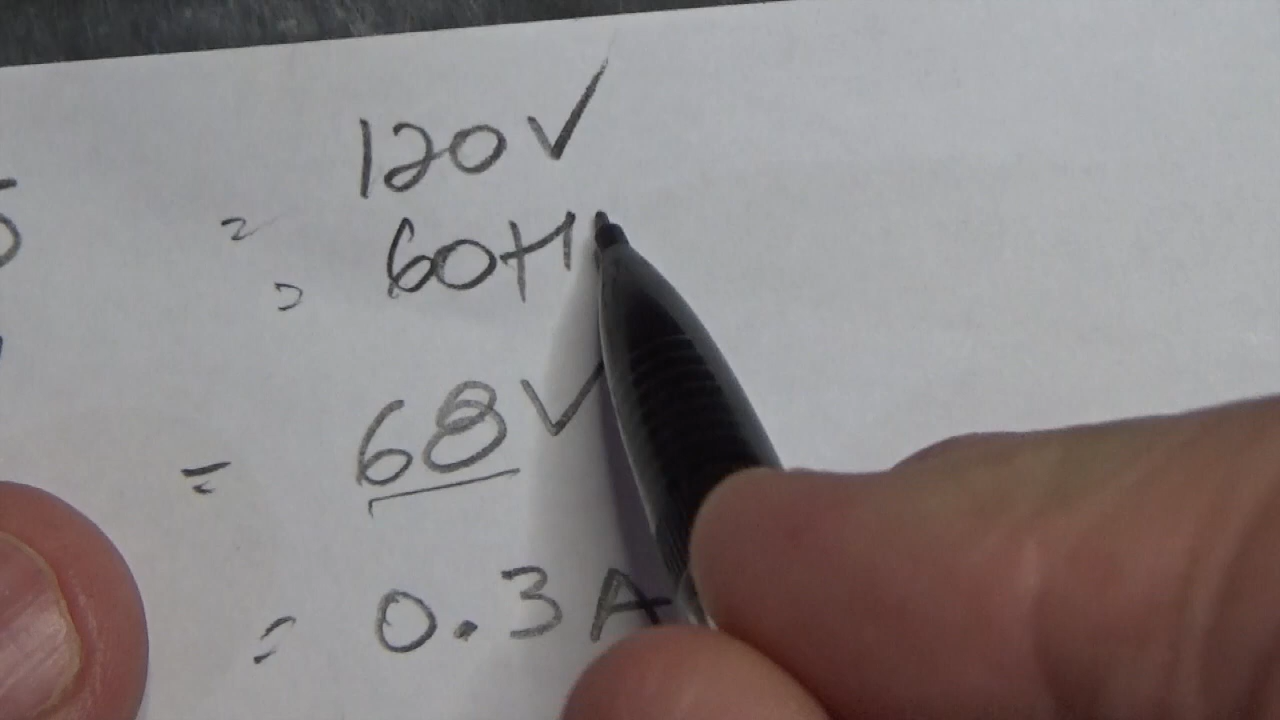 120V
= 60H
= 68V
= 0.3A